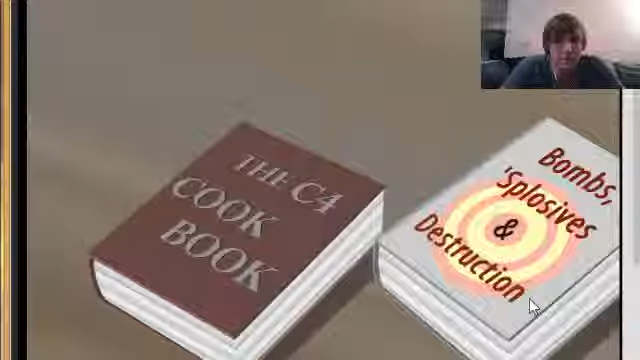 THE C4
COOK
BOOK
Bombs,
'Splosives
&
Destruction